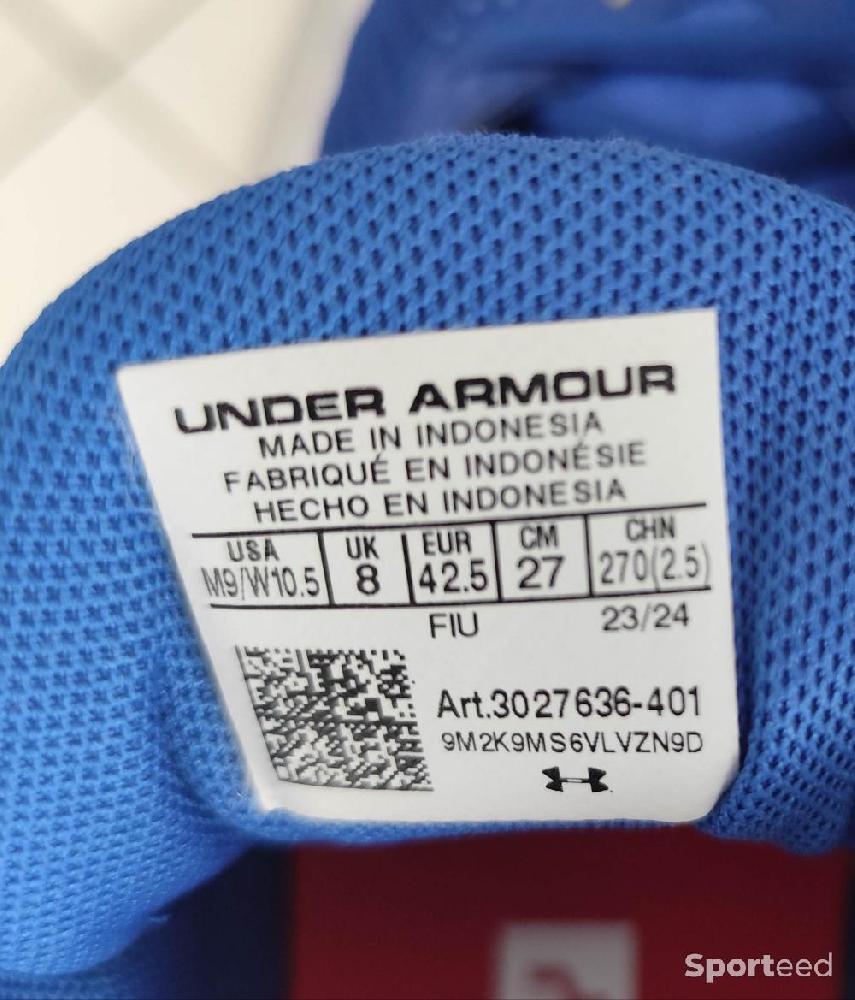 UNDER ARMOUR
MADE IN INDONESIA
FABRIQUÉ EN INDONÉSIE
HECHO EN INDONESIA
USA UK EUR CM CHN
M9/W10.5 8 42.5 27 270(2.5)
FIU 23/24
Art.3027636-401
9M2K9MS6VLVZN9D
Sporteed